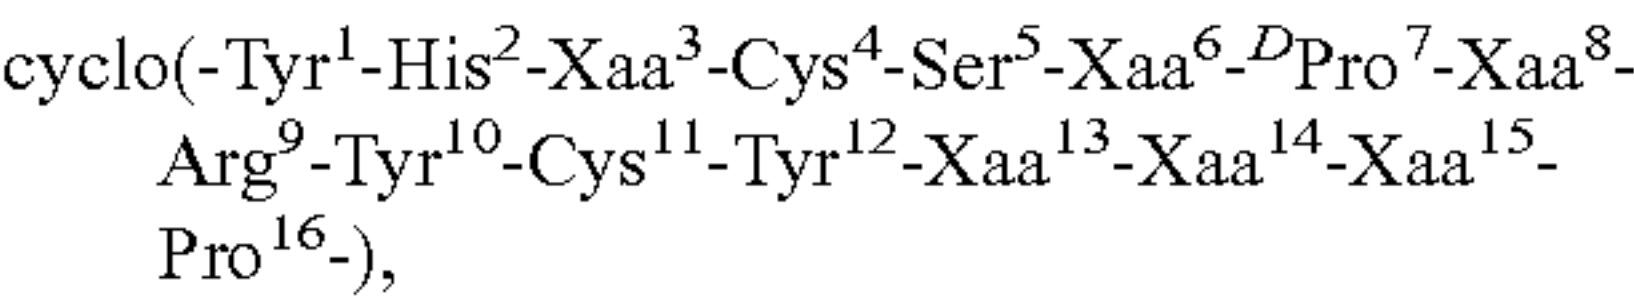 cyclo(-Tyr¹-His²-Xaa³-Cys⁴-Ser⁵-Xaa⁶-ᴰPro⁷-Xaa⁸-
Arg⁹-Tyr¹⁰-Cys¹¹-Tyr¹²-Xaa¹³-Xaa¹⁴-Xaa¹⁵-
Pro¹⁶-),